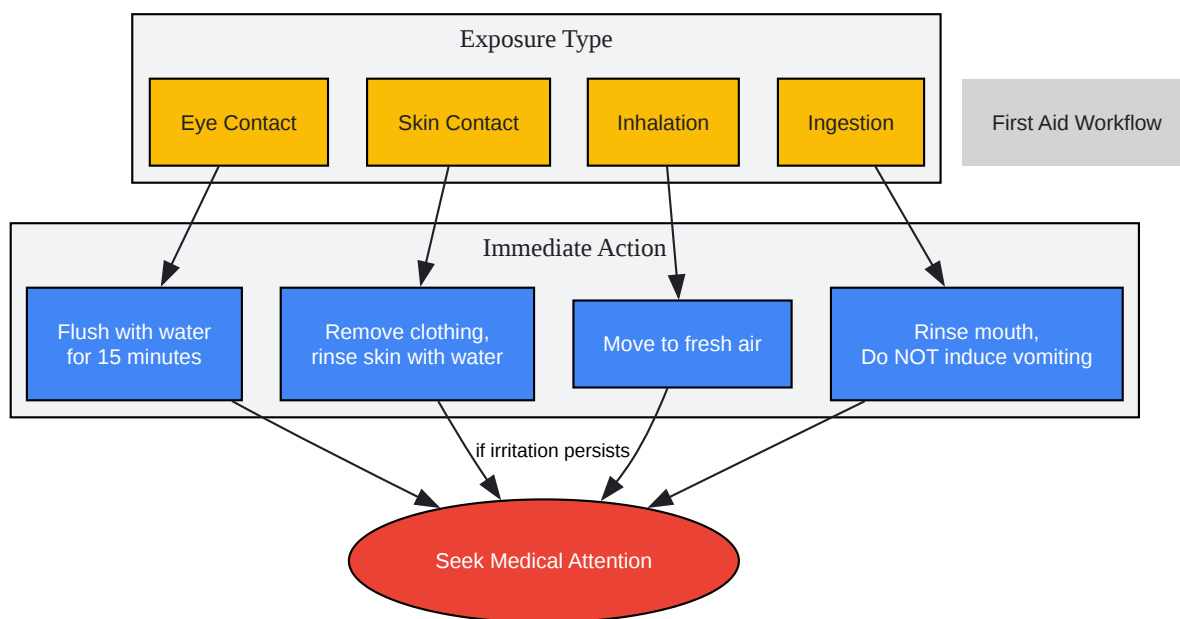 Exposure Type
Eye Contact
Skin Contact
Inhalation
Ingestion
First Aid Workflow
Immediate Action
Flush with water
for 15 minutes
Remove clothing,
rinse skin with water
Move to fresh air
Rinse mouth,
Do NOT induce vomiting
if irritation persists
Seek Medical Attention